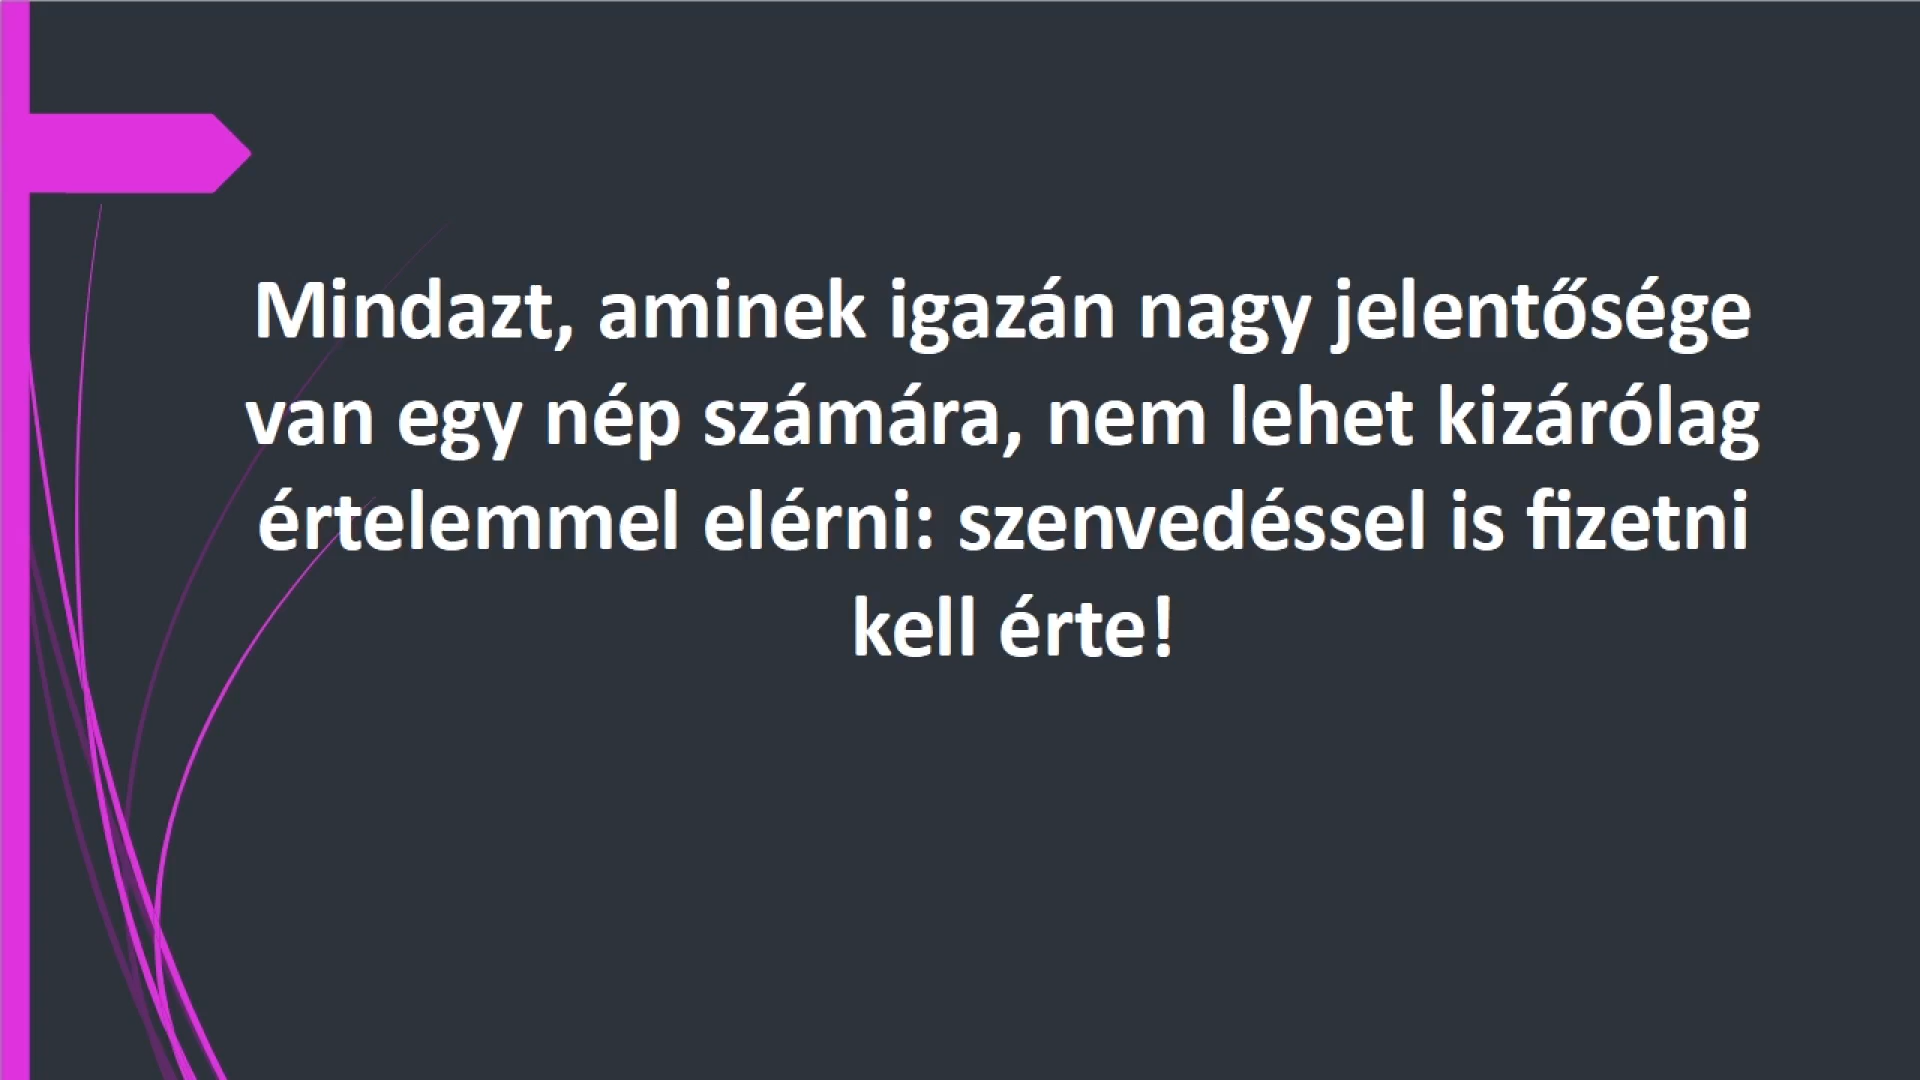 Mindazt, aminek igazán nagy jelentősége
van egy nép számára, nem lehet kizárólag
értelemmel elérni: szenvedéssel is fizetni
kell érte!